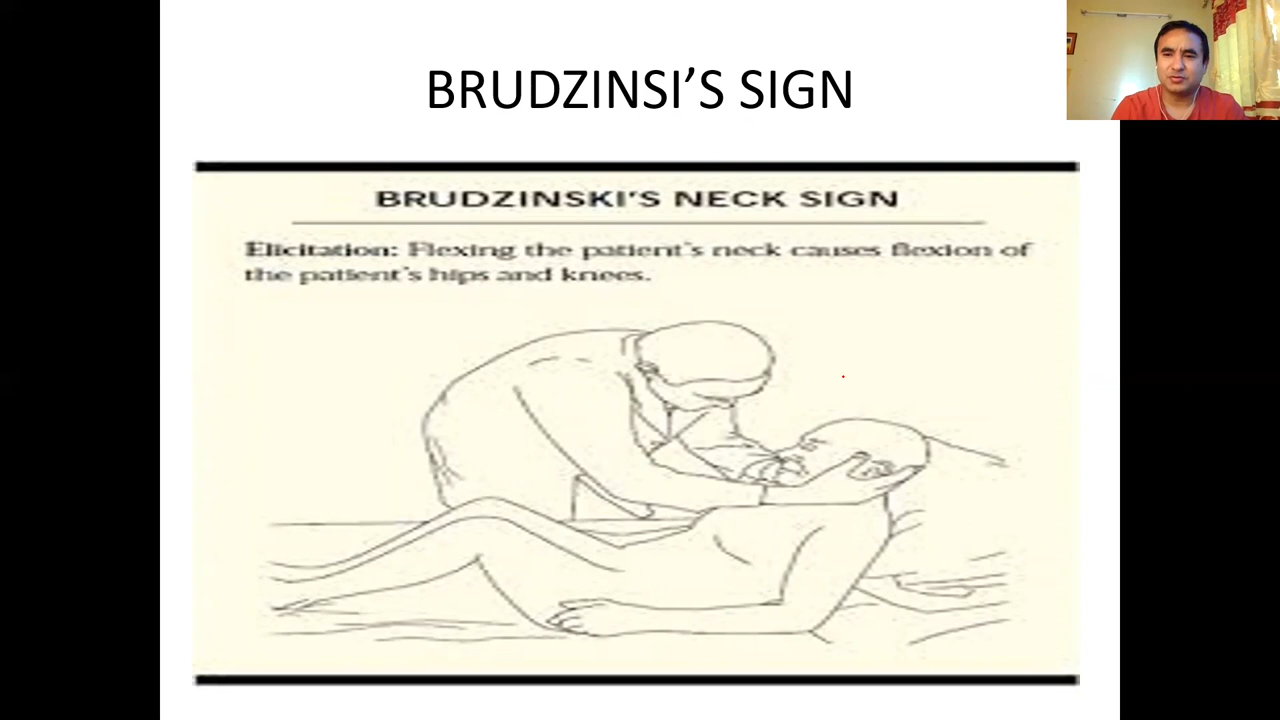 BRUDZINSI’S SIGN
BRUDZINSKI'S NECK SIGN
Elicitation: Flexing the patient's neck causes flexion of
the patient's hips and knees.